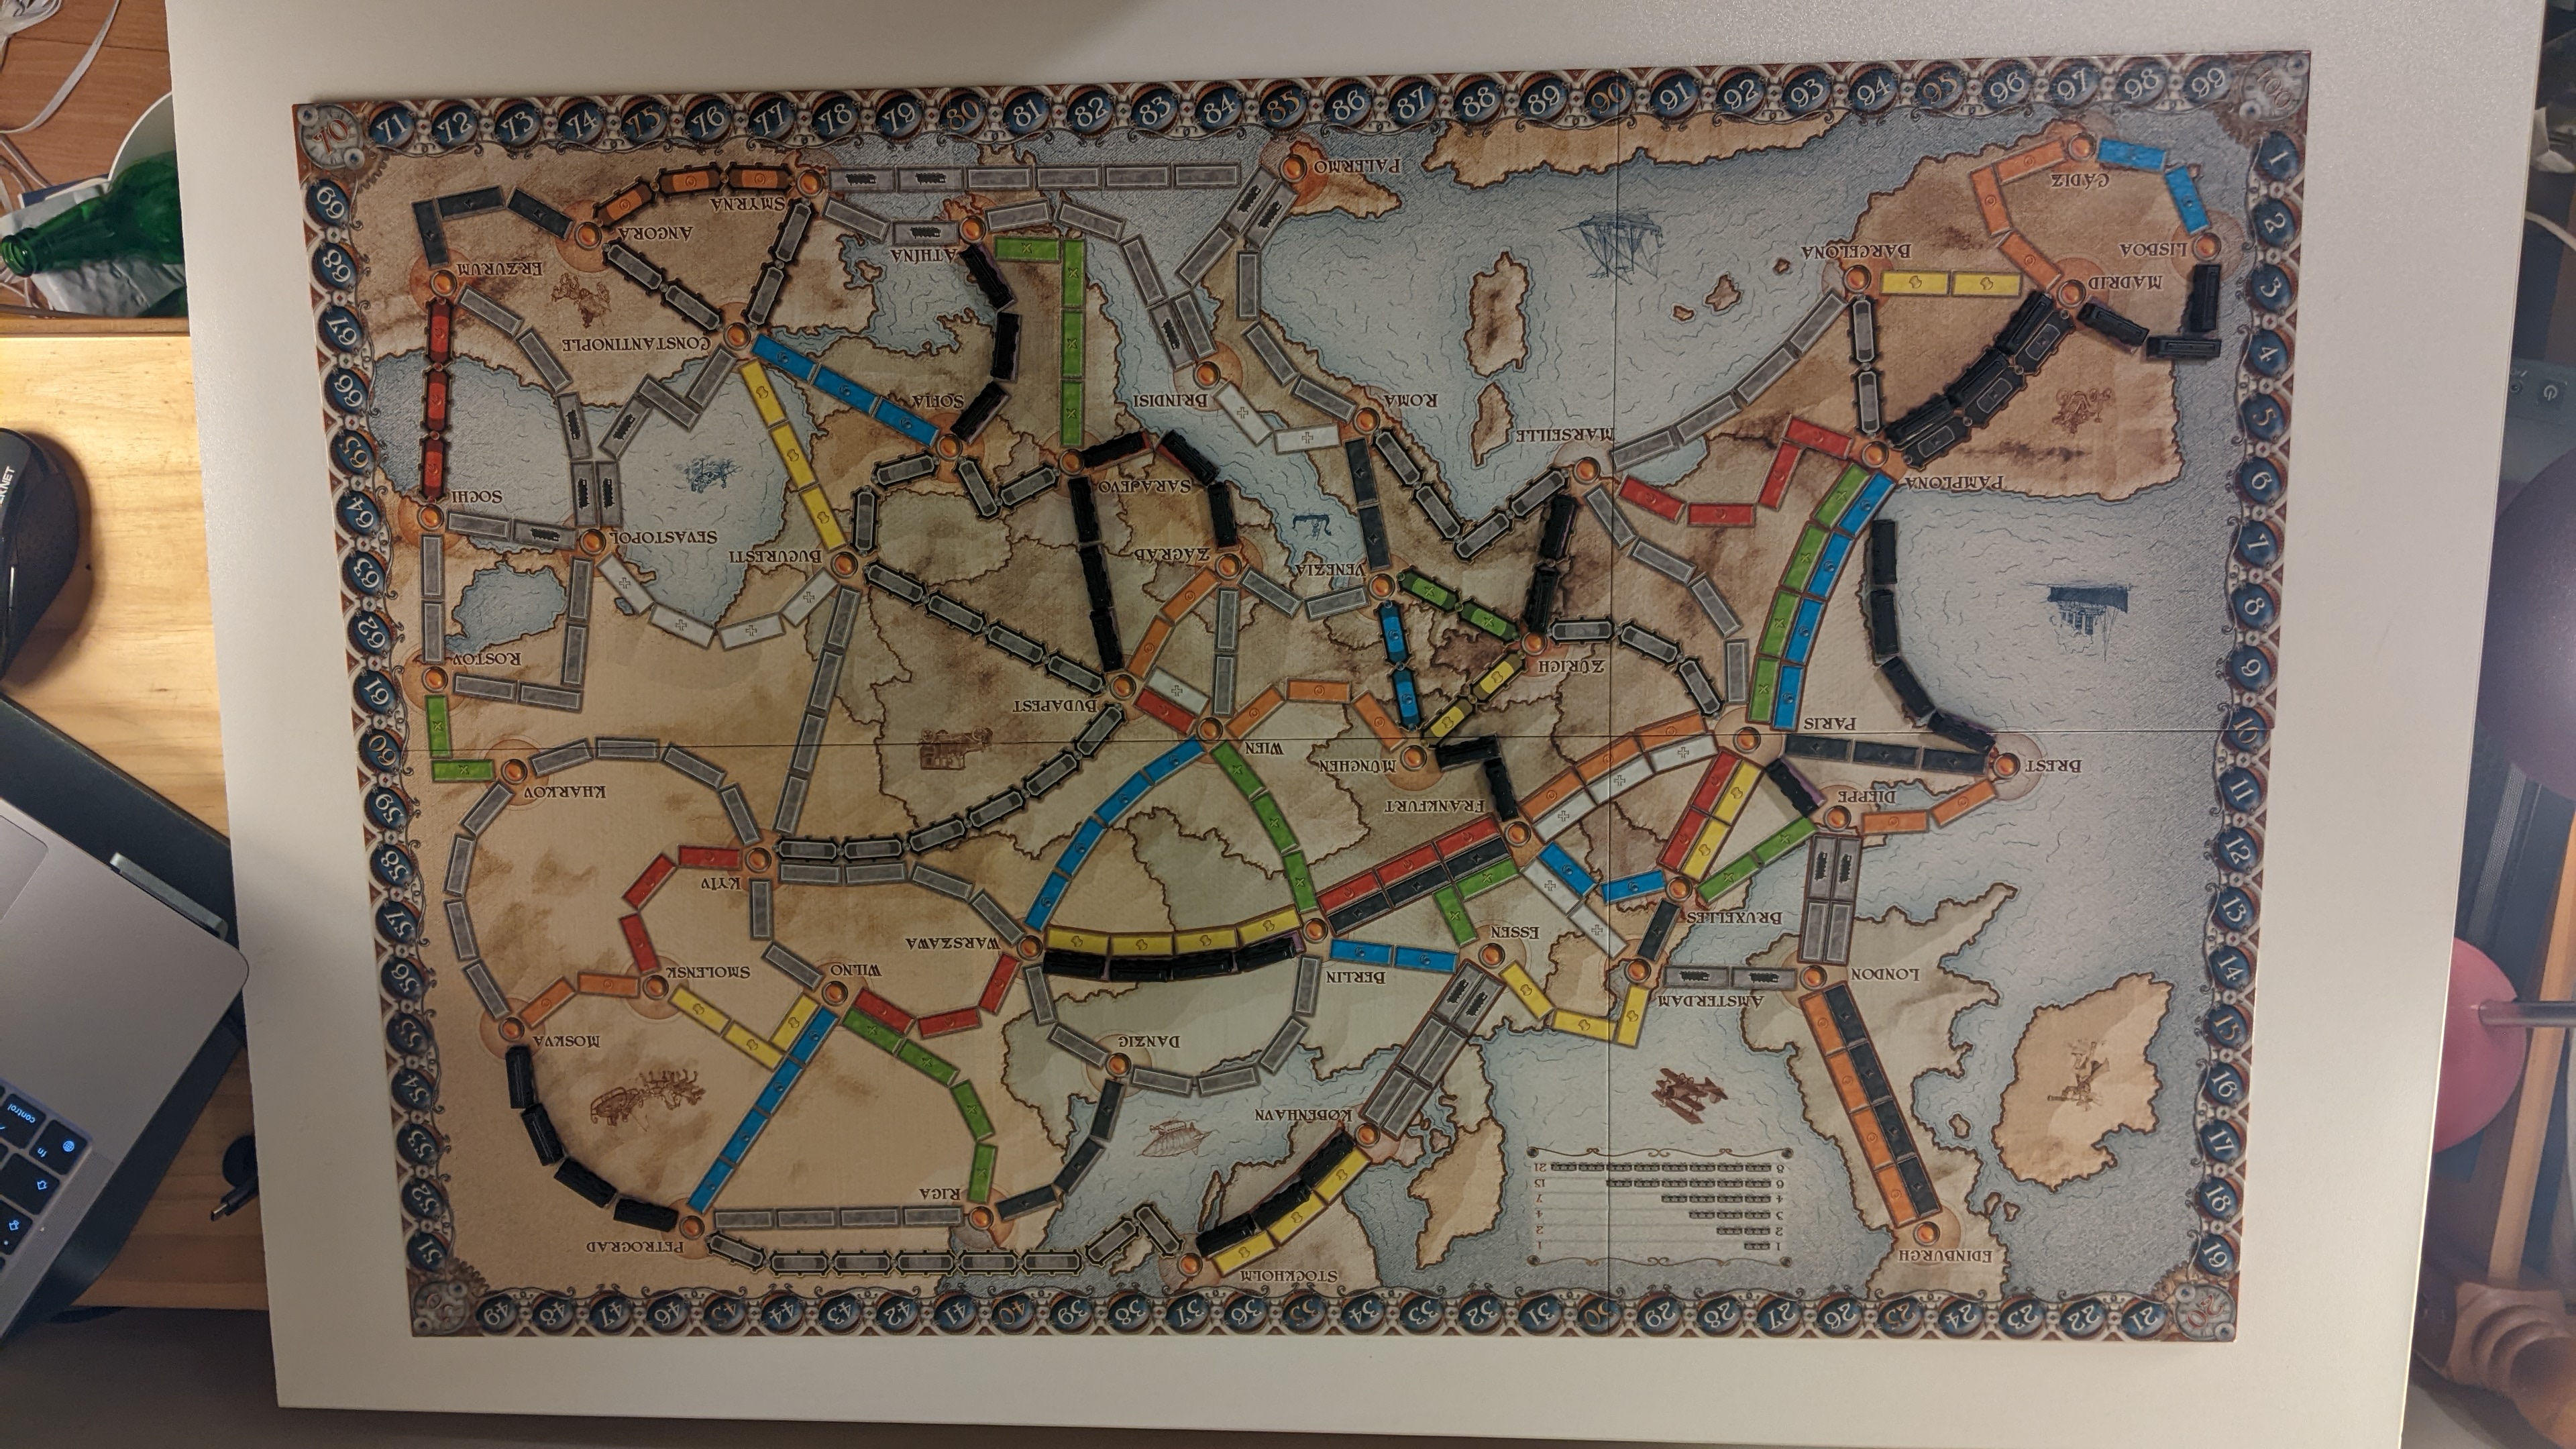 71 72 73 74 75 76 77 78 79 80 81 82 83 84 85 86 87 88 89 90 91 92 93 94 95 96 97 98 99 100
70
69
68
67
66
65
64
63
62
61
60
59
58
57
56
55
54
53
52
51
1
2
3
4
5
6
7
8
9
10
11
12
13
14
15
16
17
18
19
20
49 48 47 46 45 44 43 42 41 40 39 38 37 36 35 34 33 32 31 30 29 28 27 26 25 24 23 22 21
EDINBURGH
STOCKHOLM
PETROGRAD
RIGA
KØBENHAVN
DANZIG
MOSKVA
LONDON
AMSTERDAM
ESSEN
BERLIN
WILNO
SMOLENSK
WARSZAWA
BRUXELLES
KYIV
DIEPPE
FRANKFURT
KHARKOV
BREST
PARIS
MÜNCHEN
WIEN
BUDAPEST
ZÜRICH
ROSTOV
VENEZIA
ZÁGRÁB
BUCURESTI
SEVASTOPOL
PAMPLONA
SARAJEVO
SOCHI
MARSEILLE
ROMA
BRINDISI
SOFIA
CONSTANTINOPLE
MADRID
LISBOA
BARCELONA
ATHINA
ERZURUM
ANGORA
SMYRNA
CADIZ
PALERMO
1 1
2 2
3 4
4 7
6 15
8 21
control
fn